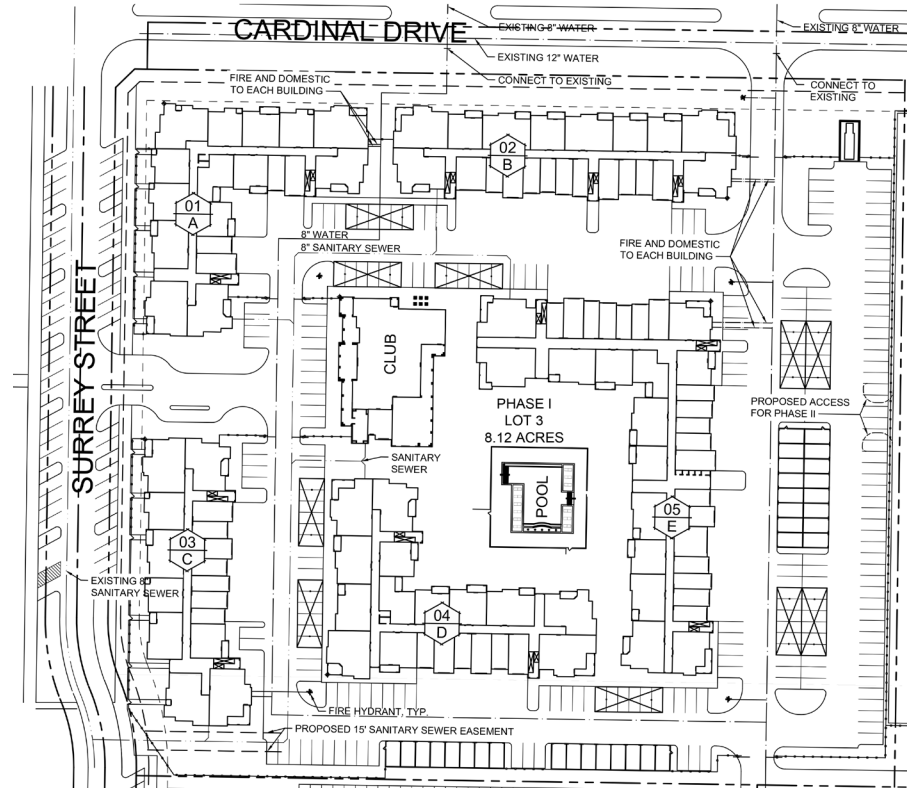 CARDINAL DRIVE
EXISTING 8" WATER
EXISTING 8" WATER
EXISTING 12" WATER
CONNECT TO EXISTING
CONNECT TO
EXISTING
FIRE AND DOMESTIC
TO EACH BUILDING
02
B
01
A
8" WATER
8" SANITARY SEWER
FIRE AND DOMESTIC
TO EACH BUILDING
SURREY STREET
CLUB
PHASE I
LOT 3
8.12 ACRES
PROPOSED ACCESS
FOR PHASE II
SANITARY
SEWER
POOL
05
E
03
C
EXISTING 8"
SANITARY SEWER
04
D
FIRE HYDRANT, TYP.
PROPOSED 15' SANITARY SEWER EASEMENT